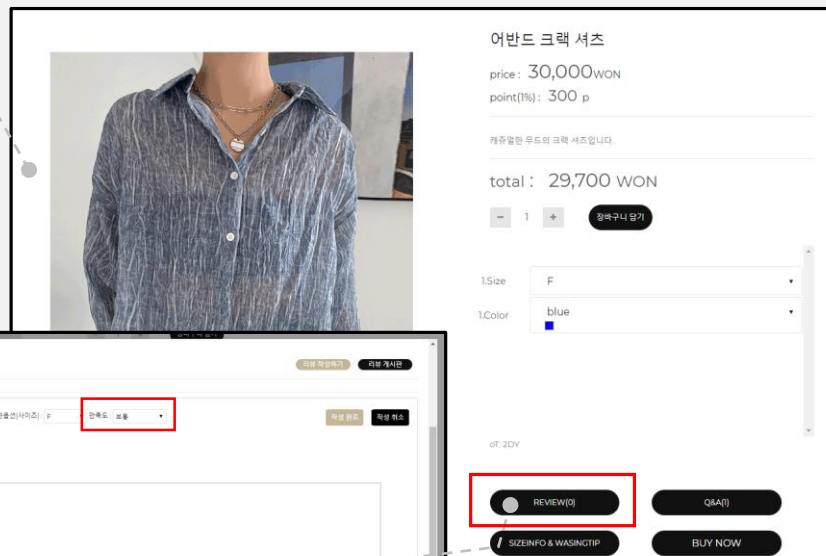 어반드 크랙 셔츠
price : 30,000WON
point(1%) : 300 p
캐쥬얼한 무드의 크랙 셔츠입니다.
total : 29,700 WON
- 1 + 장바구니 담기
1.Size F
1.Color blue
REVIEW(0) Q&A(1)
SIZEINFO & WASINGTIP BUY NOW
리뷰 작성하기 리뷰 게시판
(사이즈) : F 만족도 : 보통 작성 완료 작성 취소